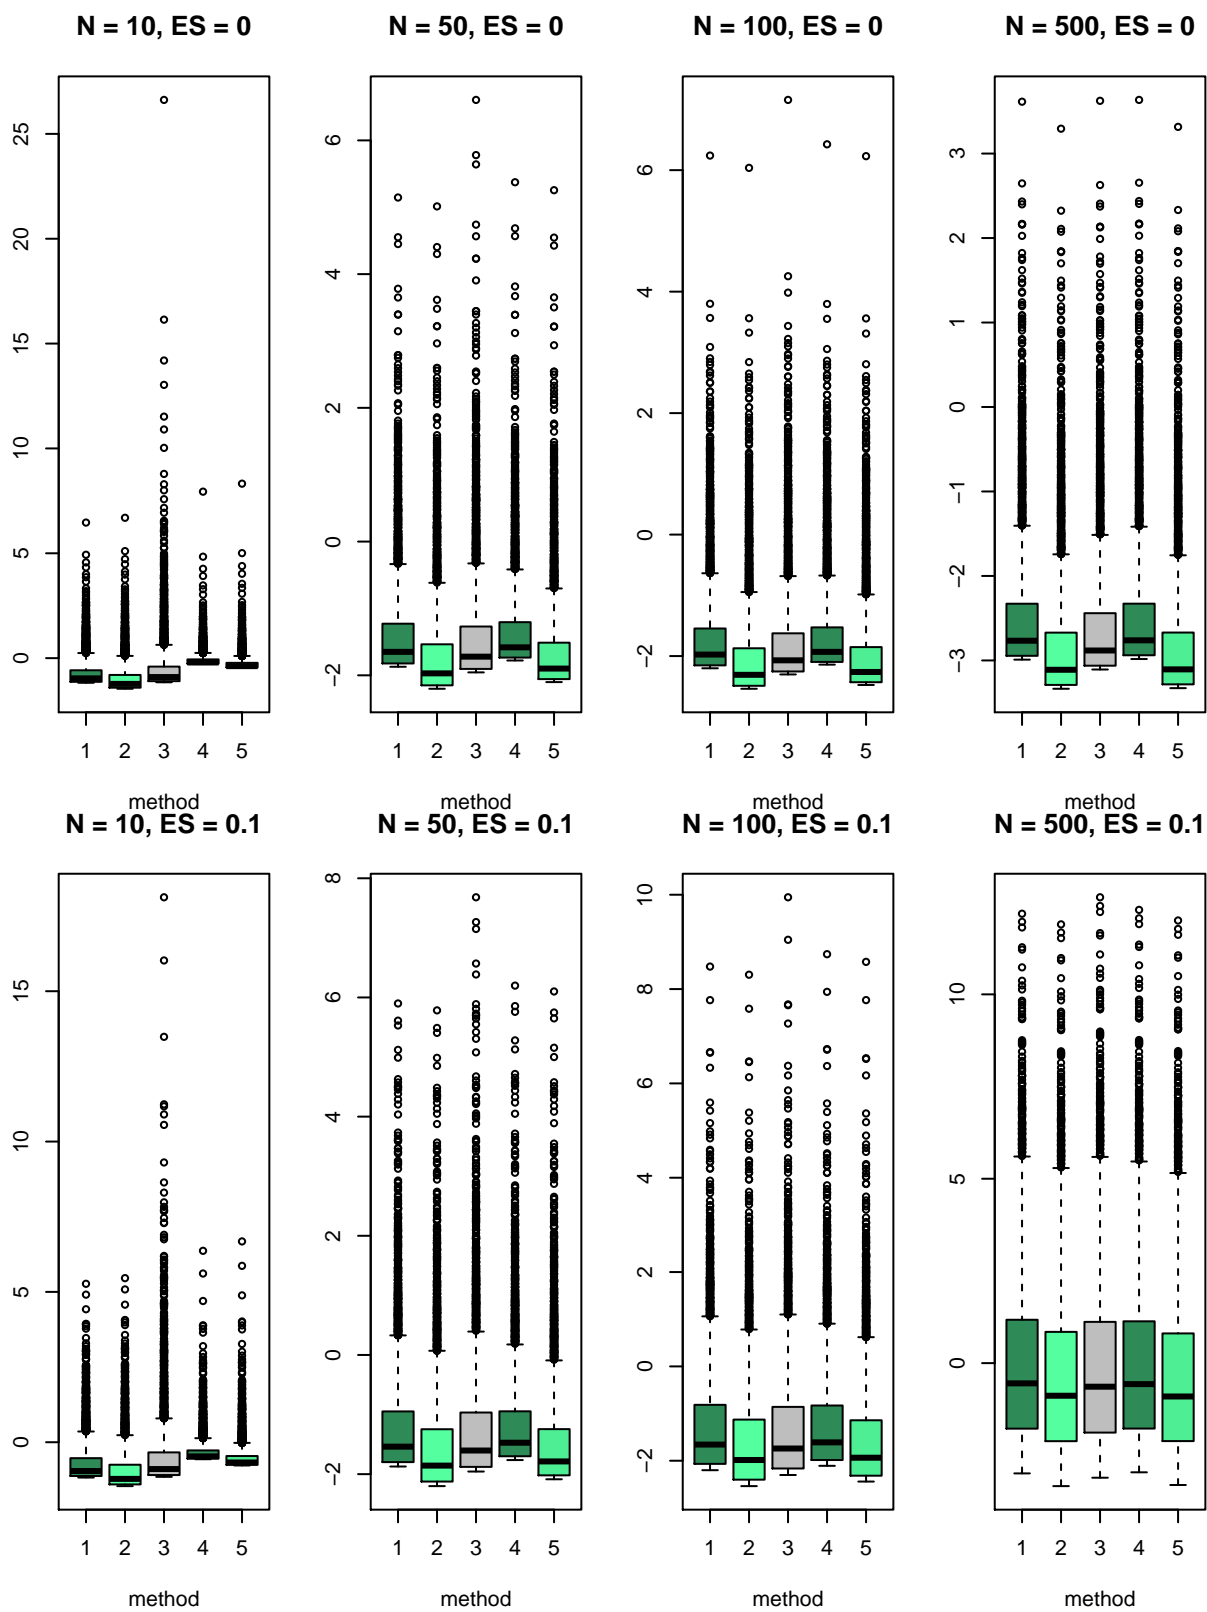 N = 10, ES = 0
N = 50, ES = 0
N = 100, ES = 0
N = 500, ES = 0
0 5 10 15 20 25
−2 0 2 4 6
−2 0 2 4 6
−3 −2 −1 0 1 2 3
1 2 3 4 5
1 2 3 4 5
1 2 3 4 5
1 2 3 4 5
method
method
method
method
N = 10, ES = 0.1
N = 50, ES = 0.1
N = 100, ES = 0.1
N = 500, ES = 0.1
0 5 10 15
−2 0 2 4 6 8
−2 0 2 4 6 8 10
0 5 10
1 2 3 4 5
1 2 3 4 5
1 2 3 4 5
1 2 3 4 5
method
method
method
method